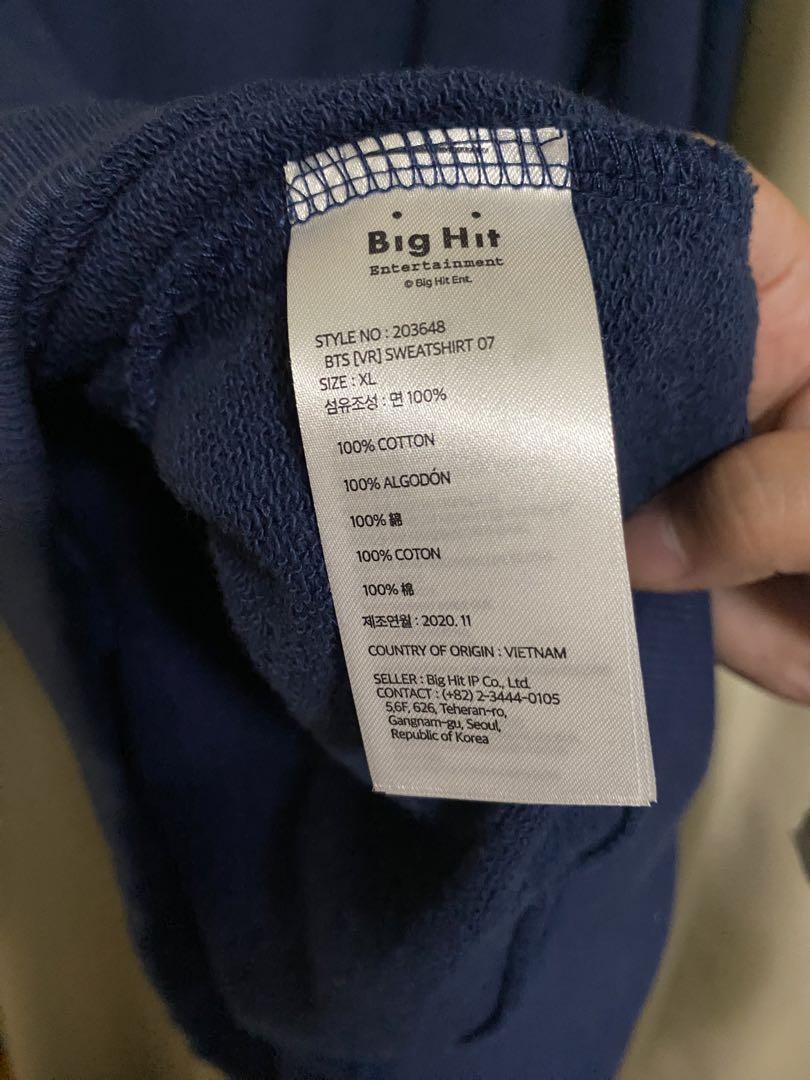 Big Hit
Entertainment
© Big Hit Ent.
STYLE NO : 203648
BTS [VR] SWEATSHIRT 07
SIZE : XL
섬유조성 : 면 100%
100% COTTON
100% ALGODÓN
100% 綿
100% COTON
100% 棉
제조연월 : 2020. 11
COUNTRY OF ORIGIN : VIETNAM
SELLER : Big Hit IP Co., Ltd.
CONTACT : (+82) 2-3444-0105
5,6F, 626, Teheran-ro,
Gangnam-gu, Seoul,
Republic of Korea